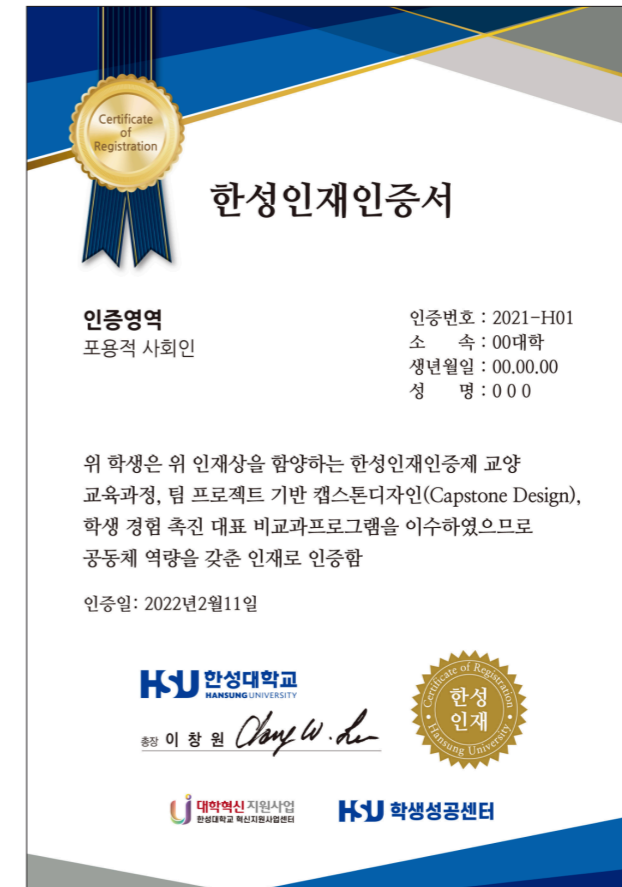 Certificate
of
Registration
한성인재인증서
인증영역
포용적 사회인
인증번호 : 2021-H01
소 속 : 00대학
생년월일 : 00.00.00
성 명 : 0 0 0
위 학생은 위 인재상을 함양하는 한성인재인증제 교양
교육과정, 팀 프로젝트 기반 캡스톤디자인(Capstone Design),
학생 경험 촉진 대표 비교과프로그램을 이수하였으므로
공동체 역량을 갖춘 인재로 인증함
인증일: 2022년2월11일
HSU 한성대학교
HANSUNG UNIVERSITY
총장 이 창 원 Chang W. Lee
Certificate of Registration
한성
인재
Hansung University
대학혁신지원사업
한성대학교 혁신지원사업센터
HSU 학생성공센터